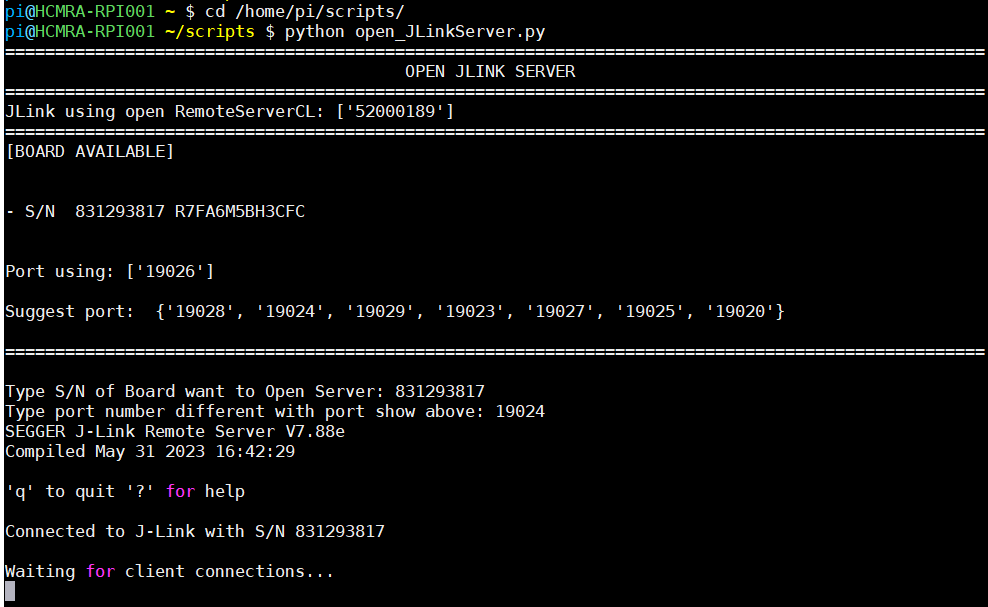 pi@HCMRA-RPI001 ~ $ cd /home/pi/scripts/
pi@HCMRA-RPI001 ~/scripts $ python open_JLinkServer.py
==================================================================================================
OPEN JLINK SERVER
==================================================================================================
JLink using open RemoteServerCL: ['52000189']
==================================================================================================
[BOARD AVAILABLE]
- S/N  831293817 R7FA6M5BH3CFC
Port using: ['19026']
Suggest port:  {'19028', '19024', '19029', '19023', '19027', '19025', '19020'}
==================================================================================================
Type S/N of Board want to Open Server: 831293817
Type port number different with port show above: 19024
SEGGER J-Link Remote Server V7.88e
Compiled May 31 2023 16:42:29
'q' to quit '?' for help
Connected to J-Link with S/N 831293817
Waiting for client connections...